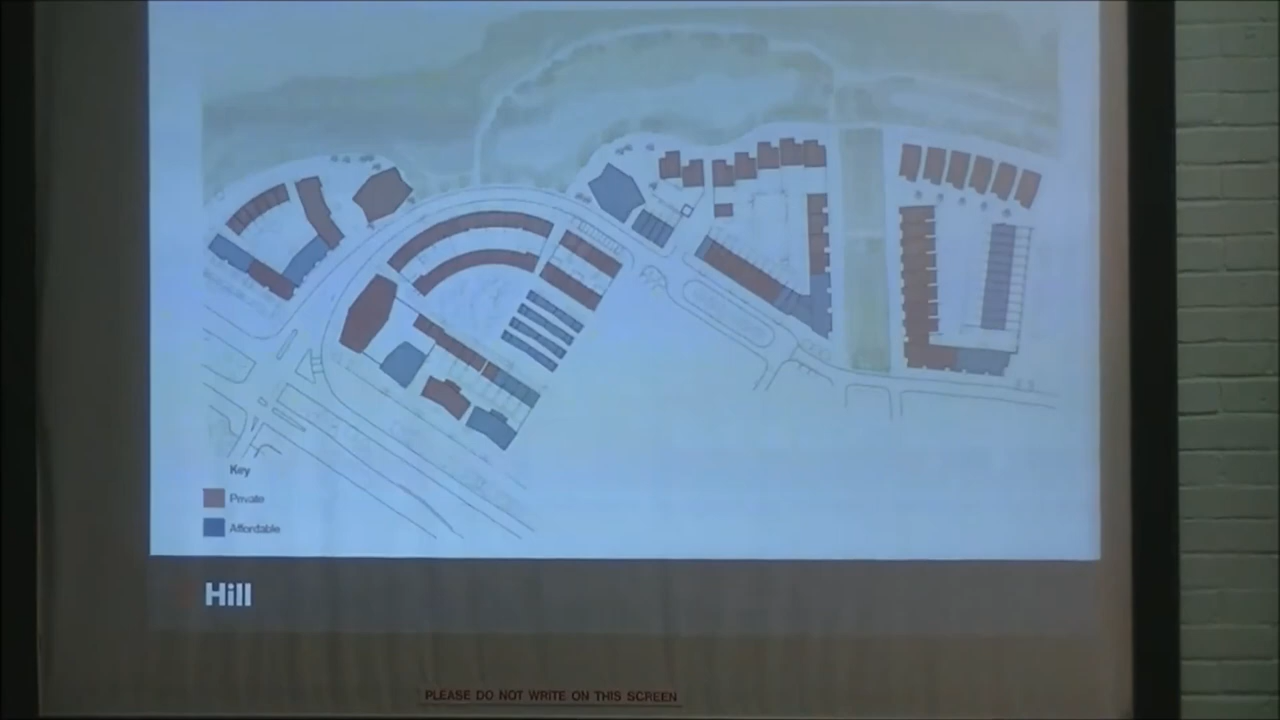 Key
Private
Affordable
Hill
PLEASE DO NOT WRITE ON THIS SCREEN